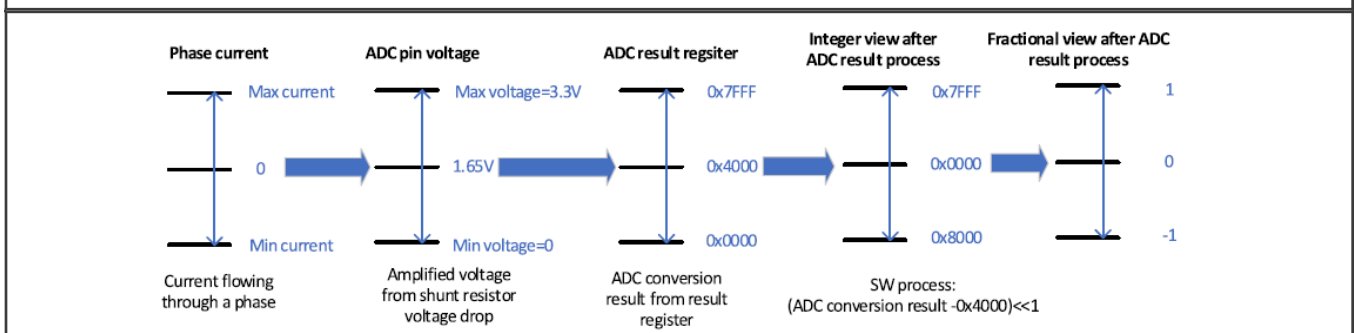 Phase current
ADC pin voltage
ADC result regsiter
Integer view after
ADC result process
Fractional view after ADC
result process
Max current
Max voltage=3.3V
0x7FFF
0x7FFF
1
0
1.65V
0x4000
0x0000
0
Min current
Min voltage=0
0x0000
0x8000
-1
Current flowing
through a phase
Amplified voltage
from shunt resistor
voltage drop
ADC conversion
result from result
register
SW process:
(ADC conversion result -0x4000)<<1